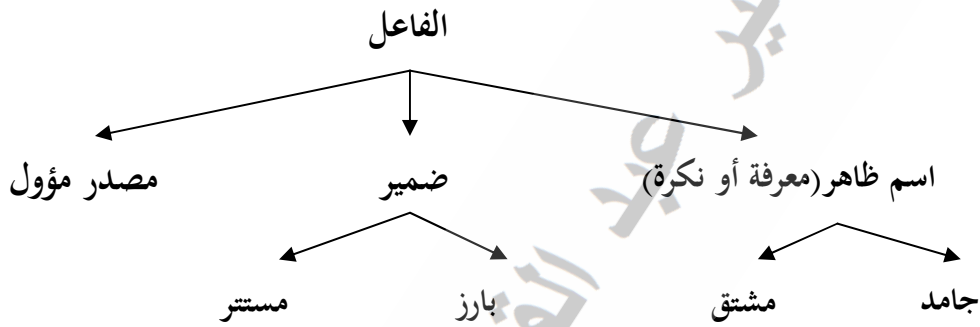 الفاعل
اسم ظاهر(معرفة أو نكرة) ضمير مصدر مؤول
جامد مشتق بارز مستتر